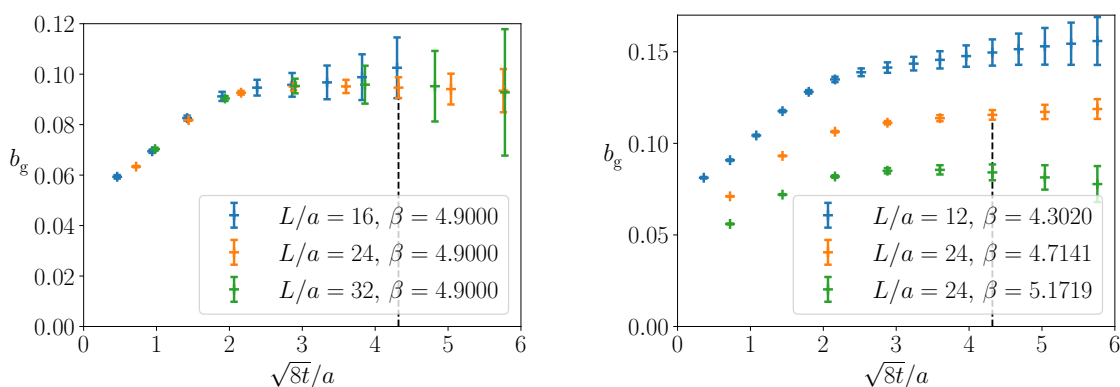 0.12
0.10
0.08
0.06
0.04
0.02
0.00
b_g
0 1 2 3 4 5 6
√8t/a
L/a = 16, β = 4.9000
L/a = 24, β = 4.9000
L/a = 32, β = 4.9000
0.15
0.10
0.05
0.00
b_g
0 1 2 3 4 5 6
√8t/a
L/a = 12, β = 4.3020
L/a = 24, β = 4.7141
L/a = 24, β = 5.1719